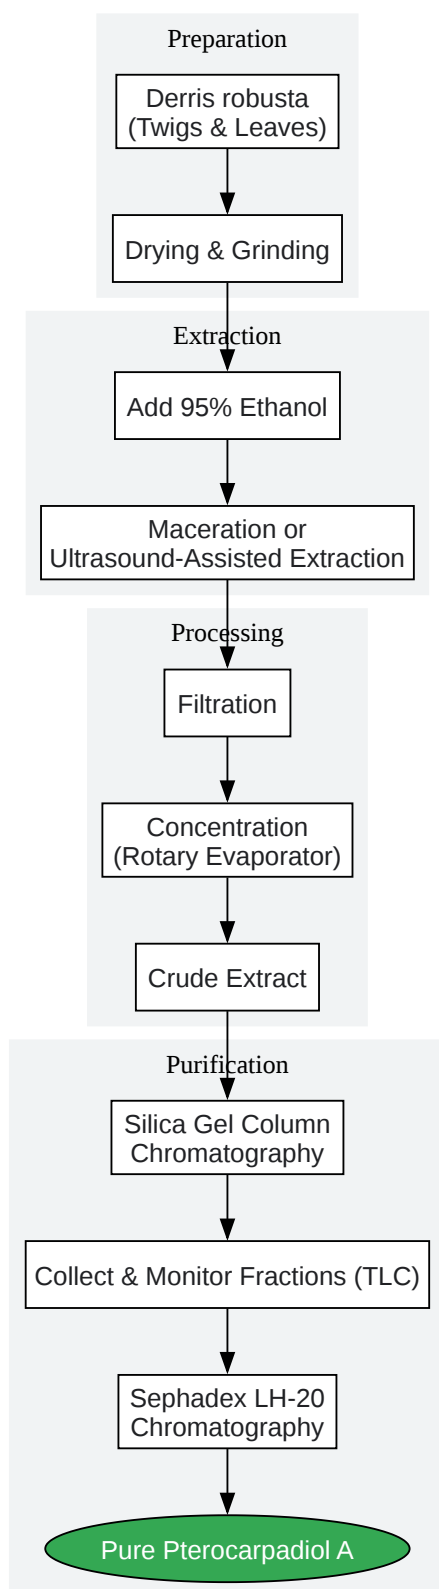 Preparation
Derris robusta
(Twigs & Leaves)
Drying & Grinding
Extraction
Add 95% Ethanol
Maceration or
Ultrasound-Assisted Extraction
Processing
Filtration
Concentration
(Rotary Evaporator)
Crude Extract
Purification
Silica Gel Column
Chromatography
Collect & Monitor Fractions (TLC)
Sephadex LH-20
Chromatography
Pure Pterocarpadiol A